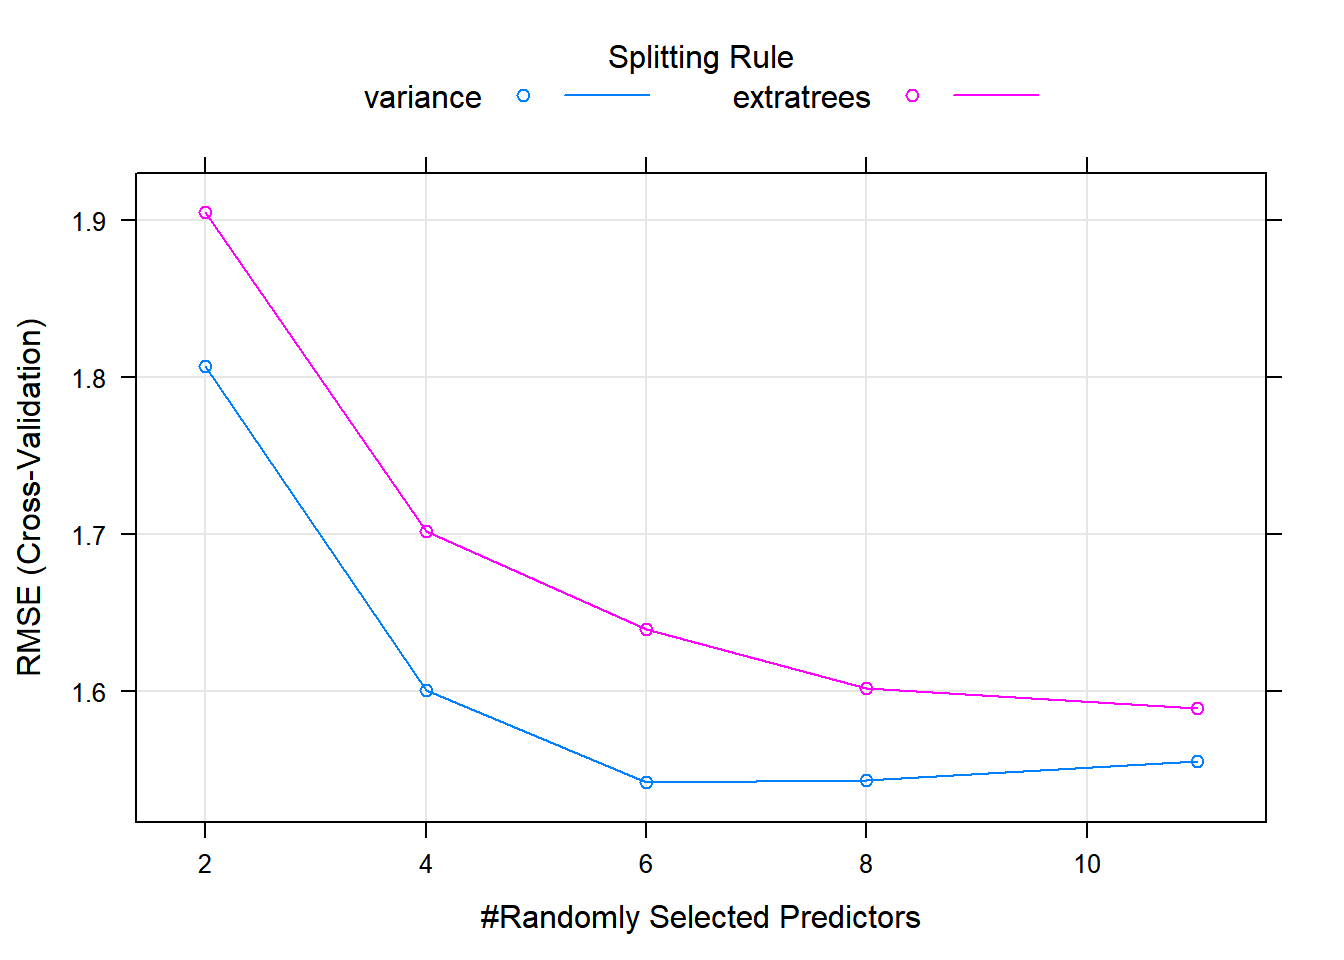 Splitting Rule
variance extratrees
1.9
1.8
1.7
1.6
RMSE (Cross-Validation)
2 4 6 8 10
#Randomly Selected Predictors